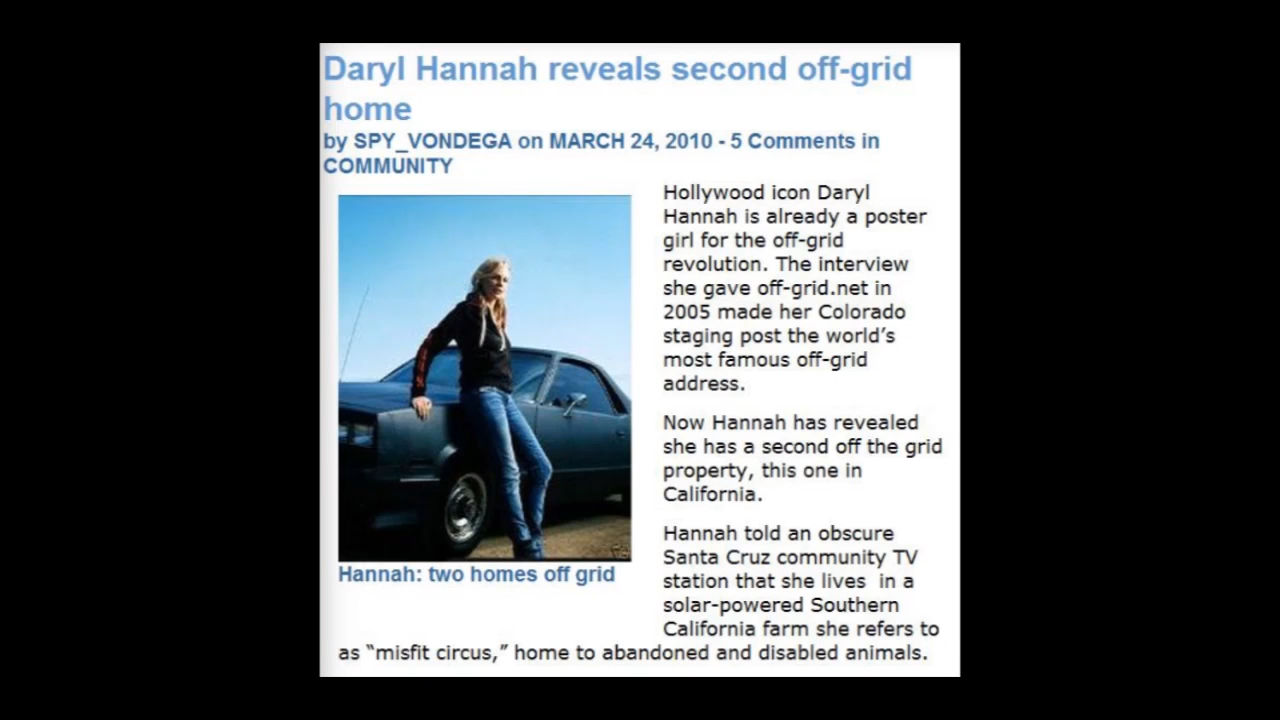 Daryl Hannah reveals second off-grid
home
by SPY_VONDEGA on MARCH 24, 2010 - 5 Comments in
COMMUNITY
Hollywood icon Daryl
Hannah is already a poster
girl for the off-grid
revolution. The interview
she gave off-grid.net in
2005 made her Colorado
staging post the world’s
most famous off-grid
address.
Now Hannah has revealed
she has a second off the grid
property, this one in
California.
Hannah told an obscure
Santa Cruz community TV
station that she lives  in a
solar-powered Southern
California farm she refers to
as “misfit circus,” home to abandoned and disabled animals.
Hannah: two homes off grid